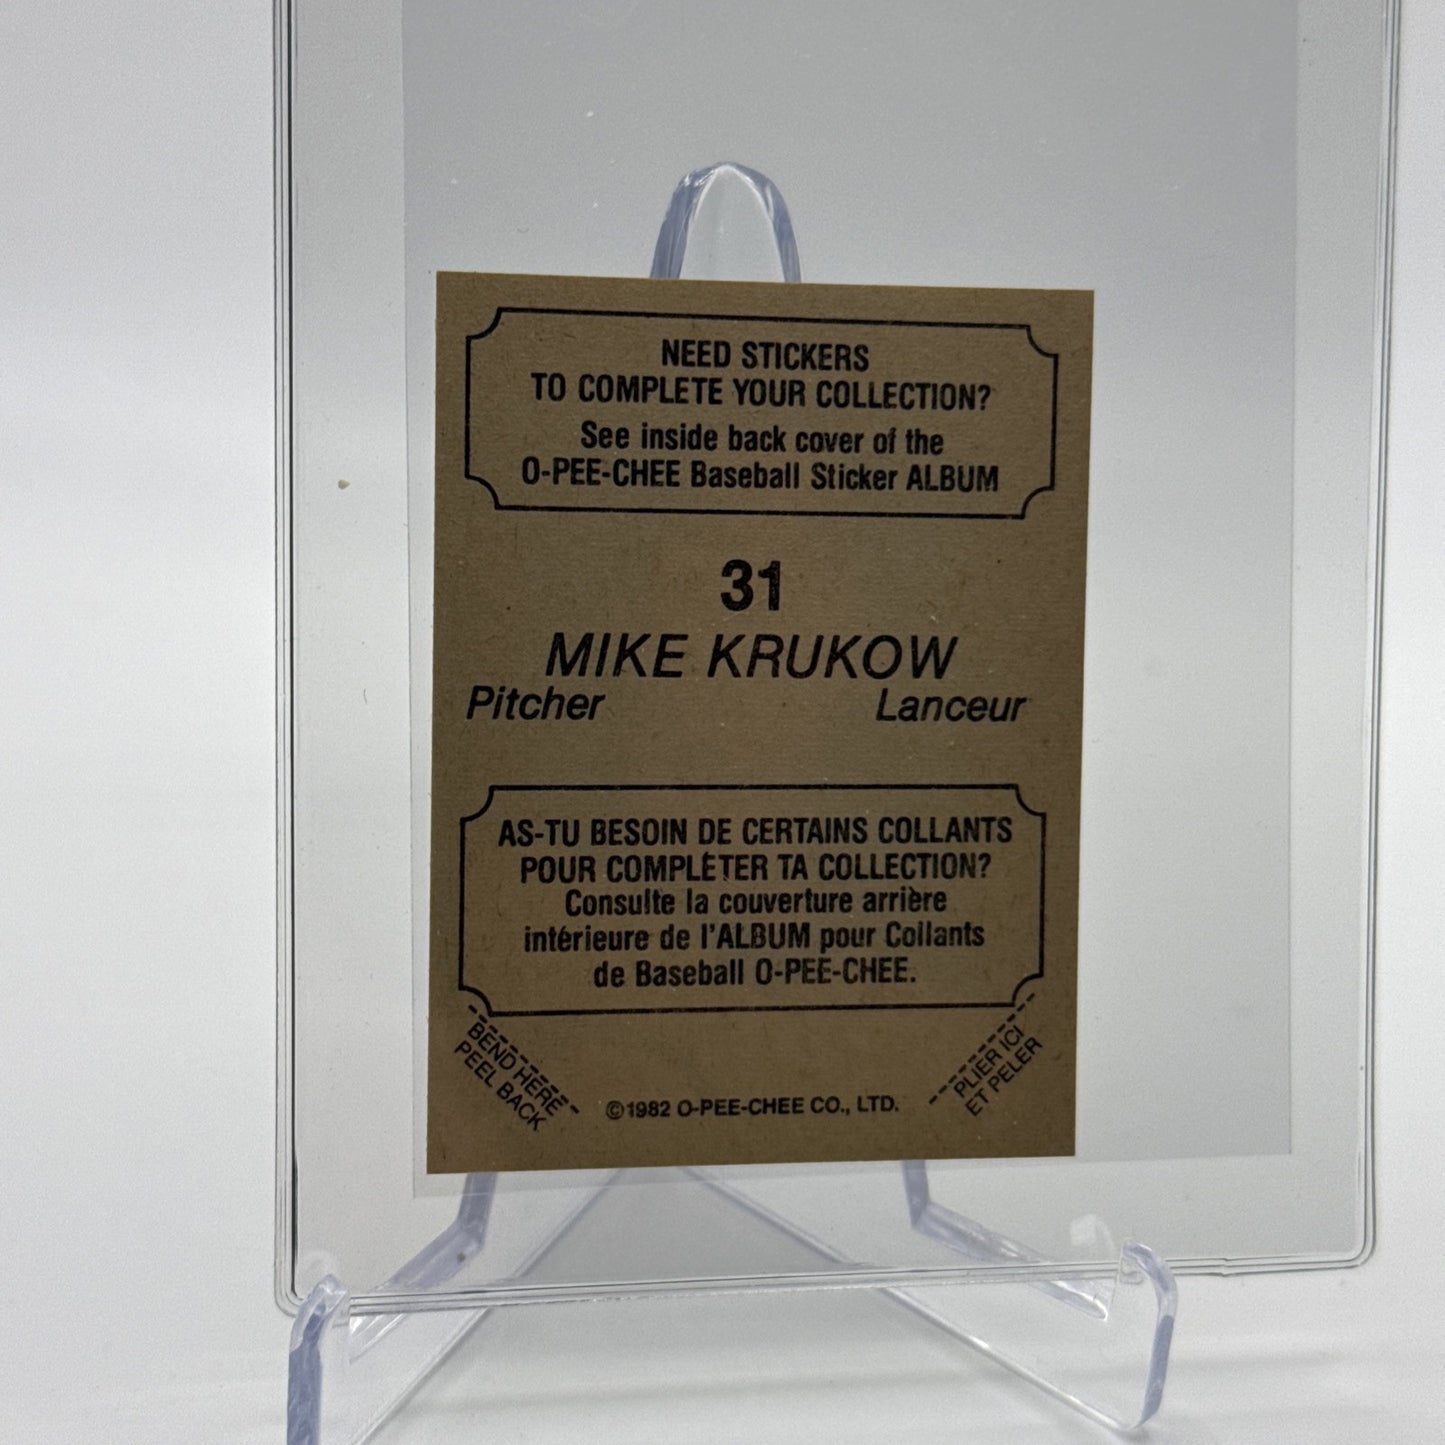 NEED STICKERS
TO COMPLETE YOUR COLLECTION?
See inside back cover of the
O-PEE-CHEE Baseball Sticker ALBUM
31
MIKE KRUKOW
Pitcher Lanceur
AS-TU BESOIN DE CERTAINS COLLANTS
POUR COMPLÉTER TA COLLECTION?
Consulte la couverture arrière
intérieure de l'ALBUM pour Collants
de Baseball O-PEE-CHEE.
BEND HERE
PEEL BACK
©1982 O-PEE-CHEE CO., LTD.
PLIER ICI
ET PELER